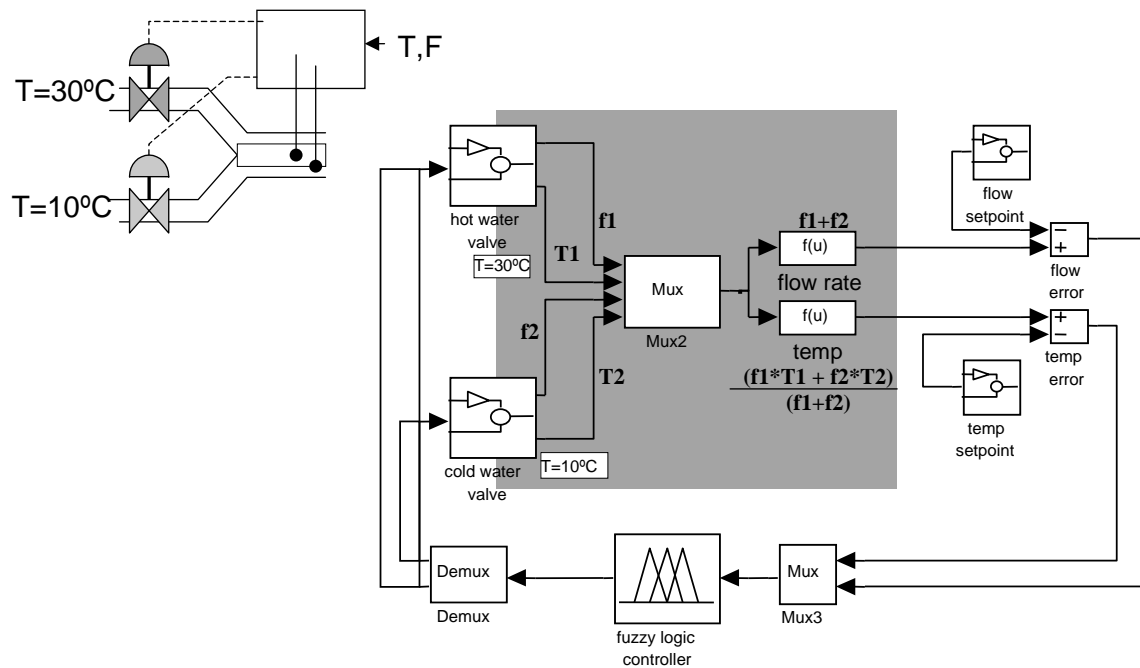 T,F
T=30ºC
T=10ºC
hot water
valve
T=30ºC
f1
T1
f2
T2
Mux
Mux2
f1+f2
f(u)
flow rate
f(u)
temp
(f1*T1 + f2*T2)
(f1+f2)
flow
setpoint
−
+
flow
error
+
−
temp
error
temp
setpoint
cold water
valve
T=10ºC
Demux
Demux
fuzzy logic
controller
Mux
Mux3